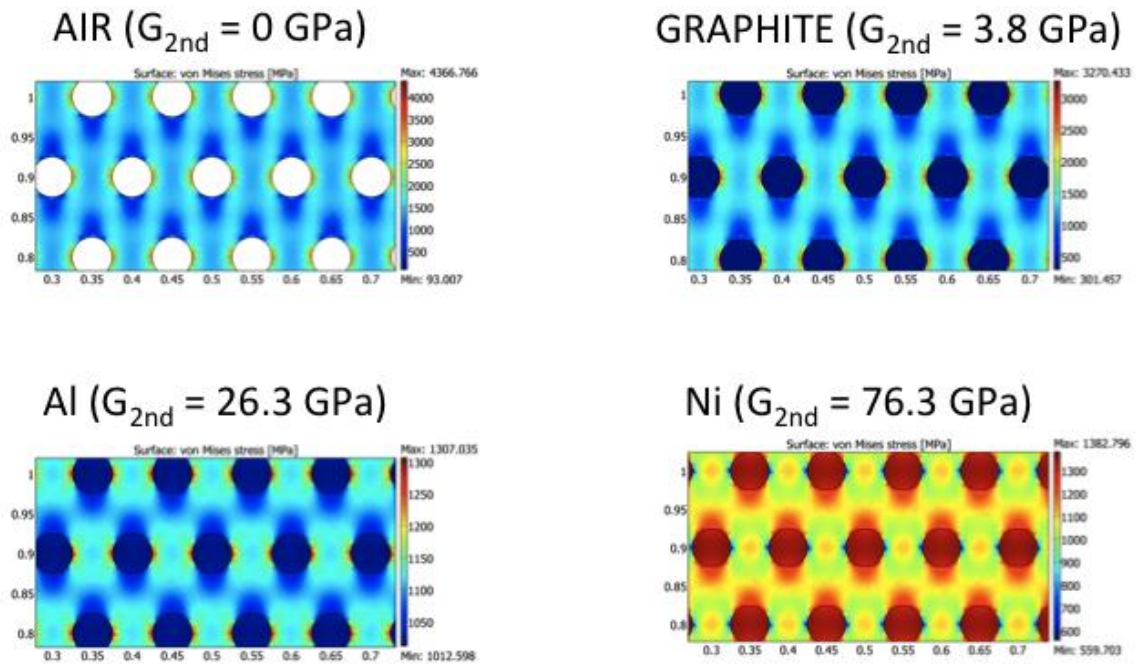 AIR (G2nd = 0 GPa)
Surface: von Mises stress [MPa]
Max: 4366.766
4000
3500
3000
2500
2000
1500
1000
500
Min: 93.007
1
0.95
0.9
0.85
0.8
0.3 0.35 0.4 0.45 0.5 0.55 0.6 0.65 0.7
GRAPHITE (G2nd = 3.8 GPa)
Surface: von Mises stress [MPa]
Max: 3270.433
3000
2000
1000
500
Min: 301.457
1
0.95
0.9
0.85
0.8
0.3 0.35 0.4 0.45 0.5 0.55 0.6 0.65 0.7
Al (G2nd = 26.3 GPa)
Surface: von Mises stress [MPa]
Max: 1307.035
1300
1250
1200
1150
1100
1050
Min: 1012.598
1
0.95
0.9
0.85
0.8
0.3 0.35 0.4 0.45 0.5 0.55 0.6 0.65 0.7
Ni (G2nd = 76.3 GPa)
Surface: von Mises stress [MPa]
Max: 1382.796
1300
1200
1100
1000
900
800
700
600
Min: 559.703
1
0.95
0.9
0.85
0.8
0.3 0.35 0.4 0.45 0.5 0.55 0.6 0.65 0.7